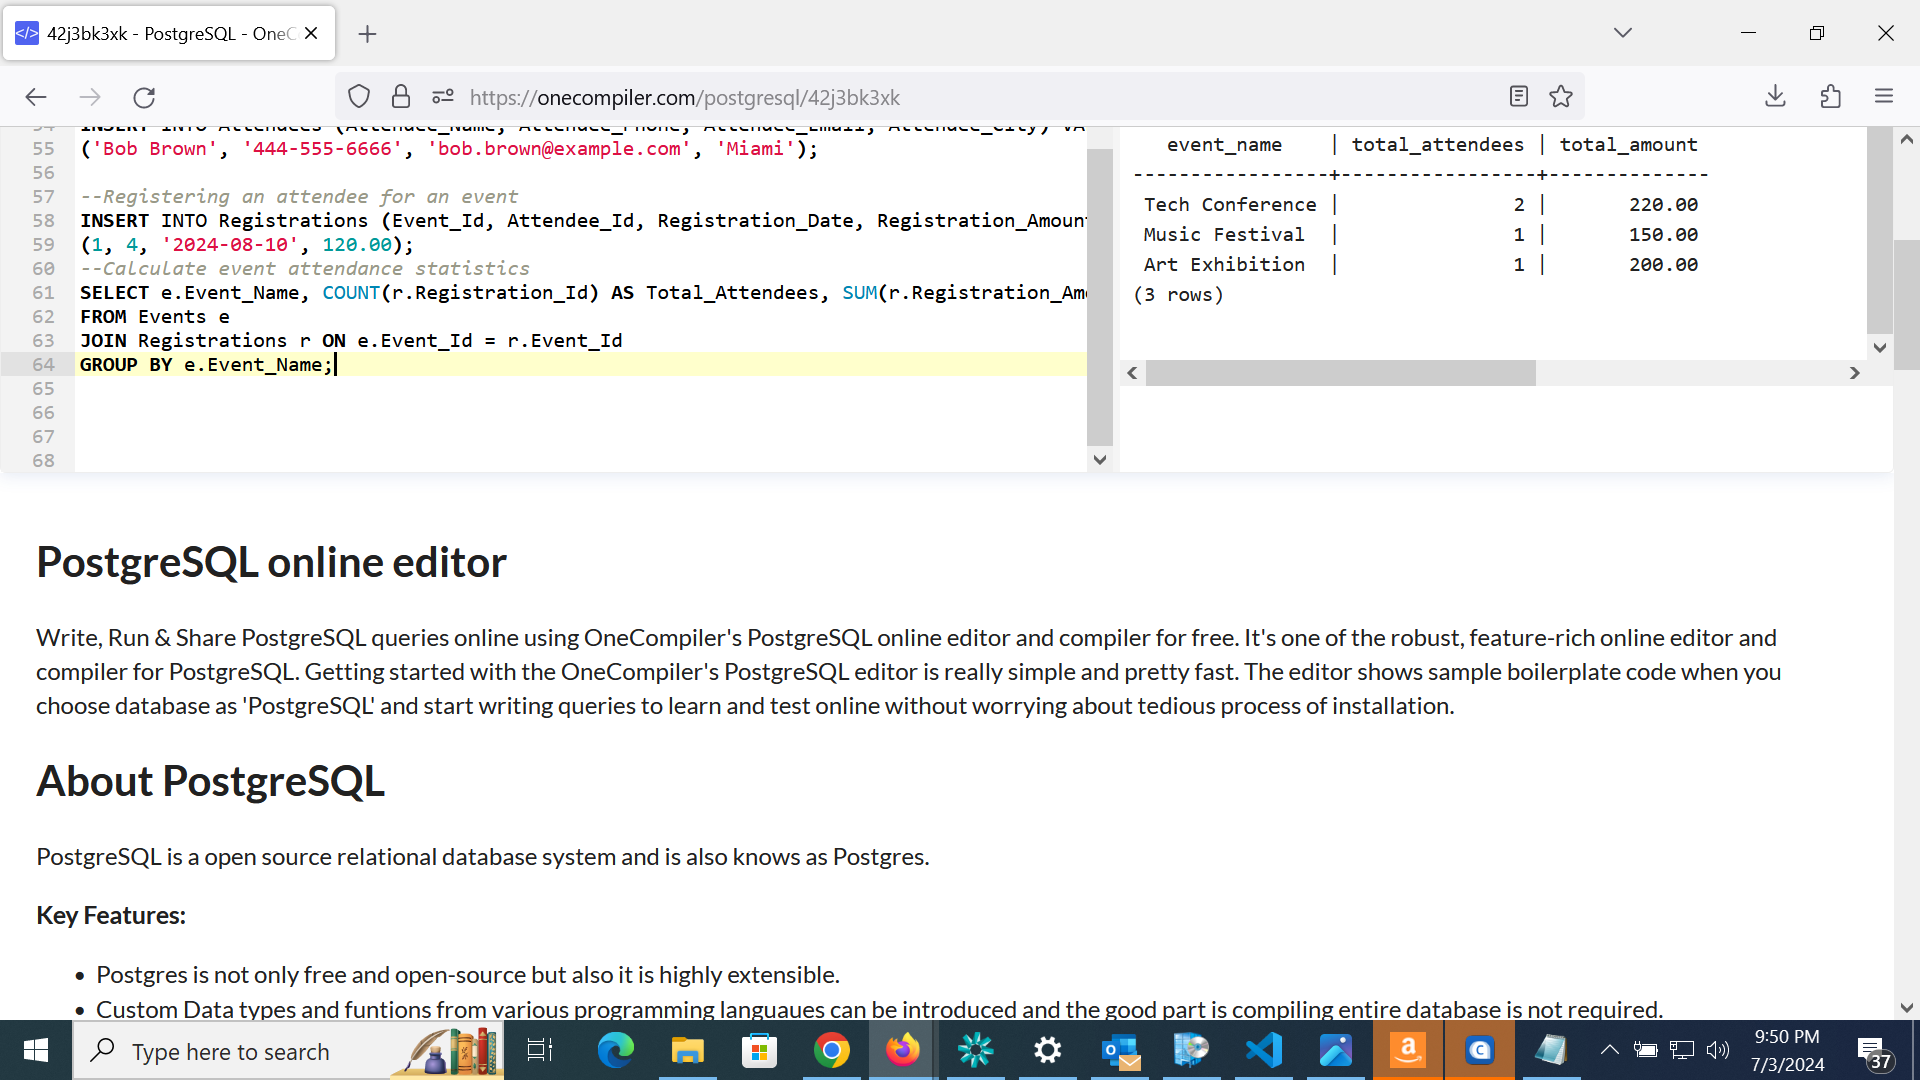 42j3bk3xk - PostgreSQL - OneC
https://onecompiler.com/postgresql/42j3bk3xk
54 INSERT INTO Attendees (Attendee_Name, Attendee_Phone, Attendee_Email, Attendee_City) VA
55 ('Bob Brown', '444-555-6666', 'bob.brown@example.com', 'Miami');
56
57 --Registering an attendee for an event
58 INSERT INTO Registrations (Event_Id, Attendee_Id, Registration_Date, Registration_Amoun
59 (1, 4, '2024-08-10', 120.00);
60 --Calculate event attendance statistics
61 SELECT e.Event_Name, COUNT(r.Registration_Id) AS Total_Attendees, SUM(r.Registration_Am
62 FROM Events e
63 JOIN Registrations r ON e.Event_Id = r.Event_Id
64 GROUP BY e.Event_Name;
65
66
67
68
event_name | total_attendees | total_amount
-----------------+-----------------+--------------
Tech Conference | 2 | 220.00
Music Festival | 1 | 150.00
Art Exhibition | 1 | 200.00
(3 rows)
PostgreSQL online editor
Write, Run & Share PostgreSQL queries online using OneCompiler's PostgreSQL online editor and compiler for free. It's one of the robust, feature-rich online editor and
compiler for PostgreSQL. Getting started with the OneCompiler's PostgreSQL editor is really simple and pretty fast. The editor shows sample boilerplate code when you
choose database as 'PostgreSQL' and start writing queries to learn and test online without worrying about tedious process of installation.
About PostgreSQL
PostgreSQL is a open source relational database system and is also knows as Postgres.
Key Features:
• Postgres is not only free and open-source but also it is highly extensible.
• Custom Data types and funtions from various programming languaues can be introduced and the good part is compiling entire database is not required.
Type here to search
9:50 PM
7/3/2024
37